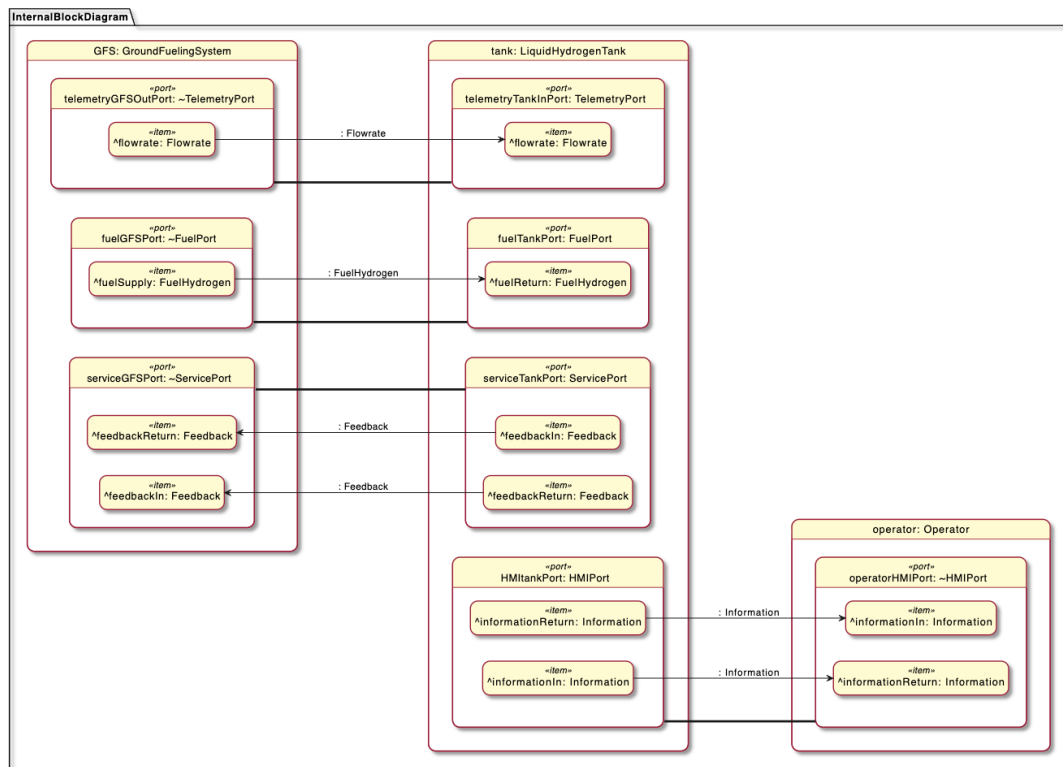 InternalBlockDiagram
GFS: GroundFuelingSystem
tank: LiquidHydrogenTank
«port»
telemetryGFSOutPort: ~TelemetryPort
«port»
telemetryTankInPort: TelemetryPort
«item»
^flowrate: Flowrate
: Flowrate
«item»
^flowrate: Flowrate
«port»
fuelGFSPort: ~FuelPort
«port»
fuelTankPort: FuelPort
«item»
^fuelSupply: FuelHydrogen
: FuelHydrogen
«item»
^fuelReturn: FuelHydrogen
«port»
serviceGFSPort: ~ServicePort
«port»
serviceTankPort: ServicePort
«item»
^feedbackReturn: Feedback
: Feedback
«item»
^feedbackIn: Feedback
«item»
^feedbackIn: Feedback
: Feedback
«item»
^feedbackReturn: Feedback
operator: Operator
«port»
HMItankPort: HMIPort
«port»
operatorHMIPort: ~HMIPort
«item»
^informationReturn: Information
: Information
«item»
^informationIn: Information
«item»
^informationIn: Information
: Information
«item»
^informationReturn: Information